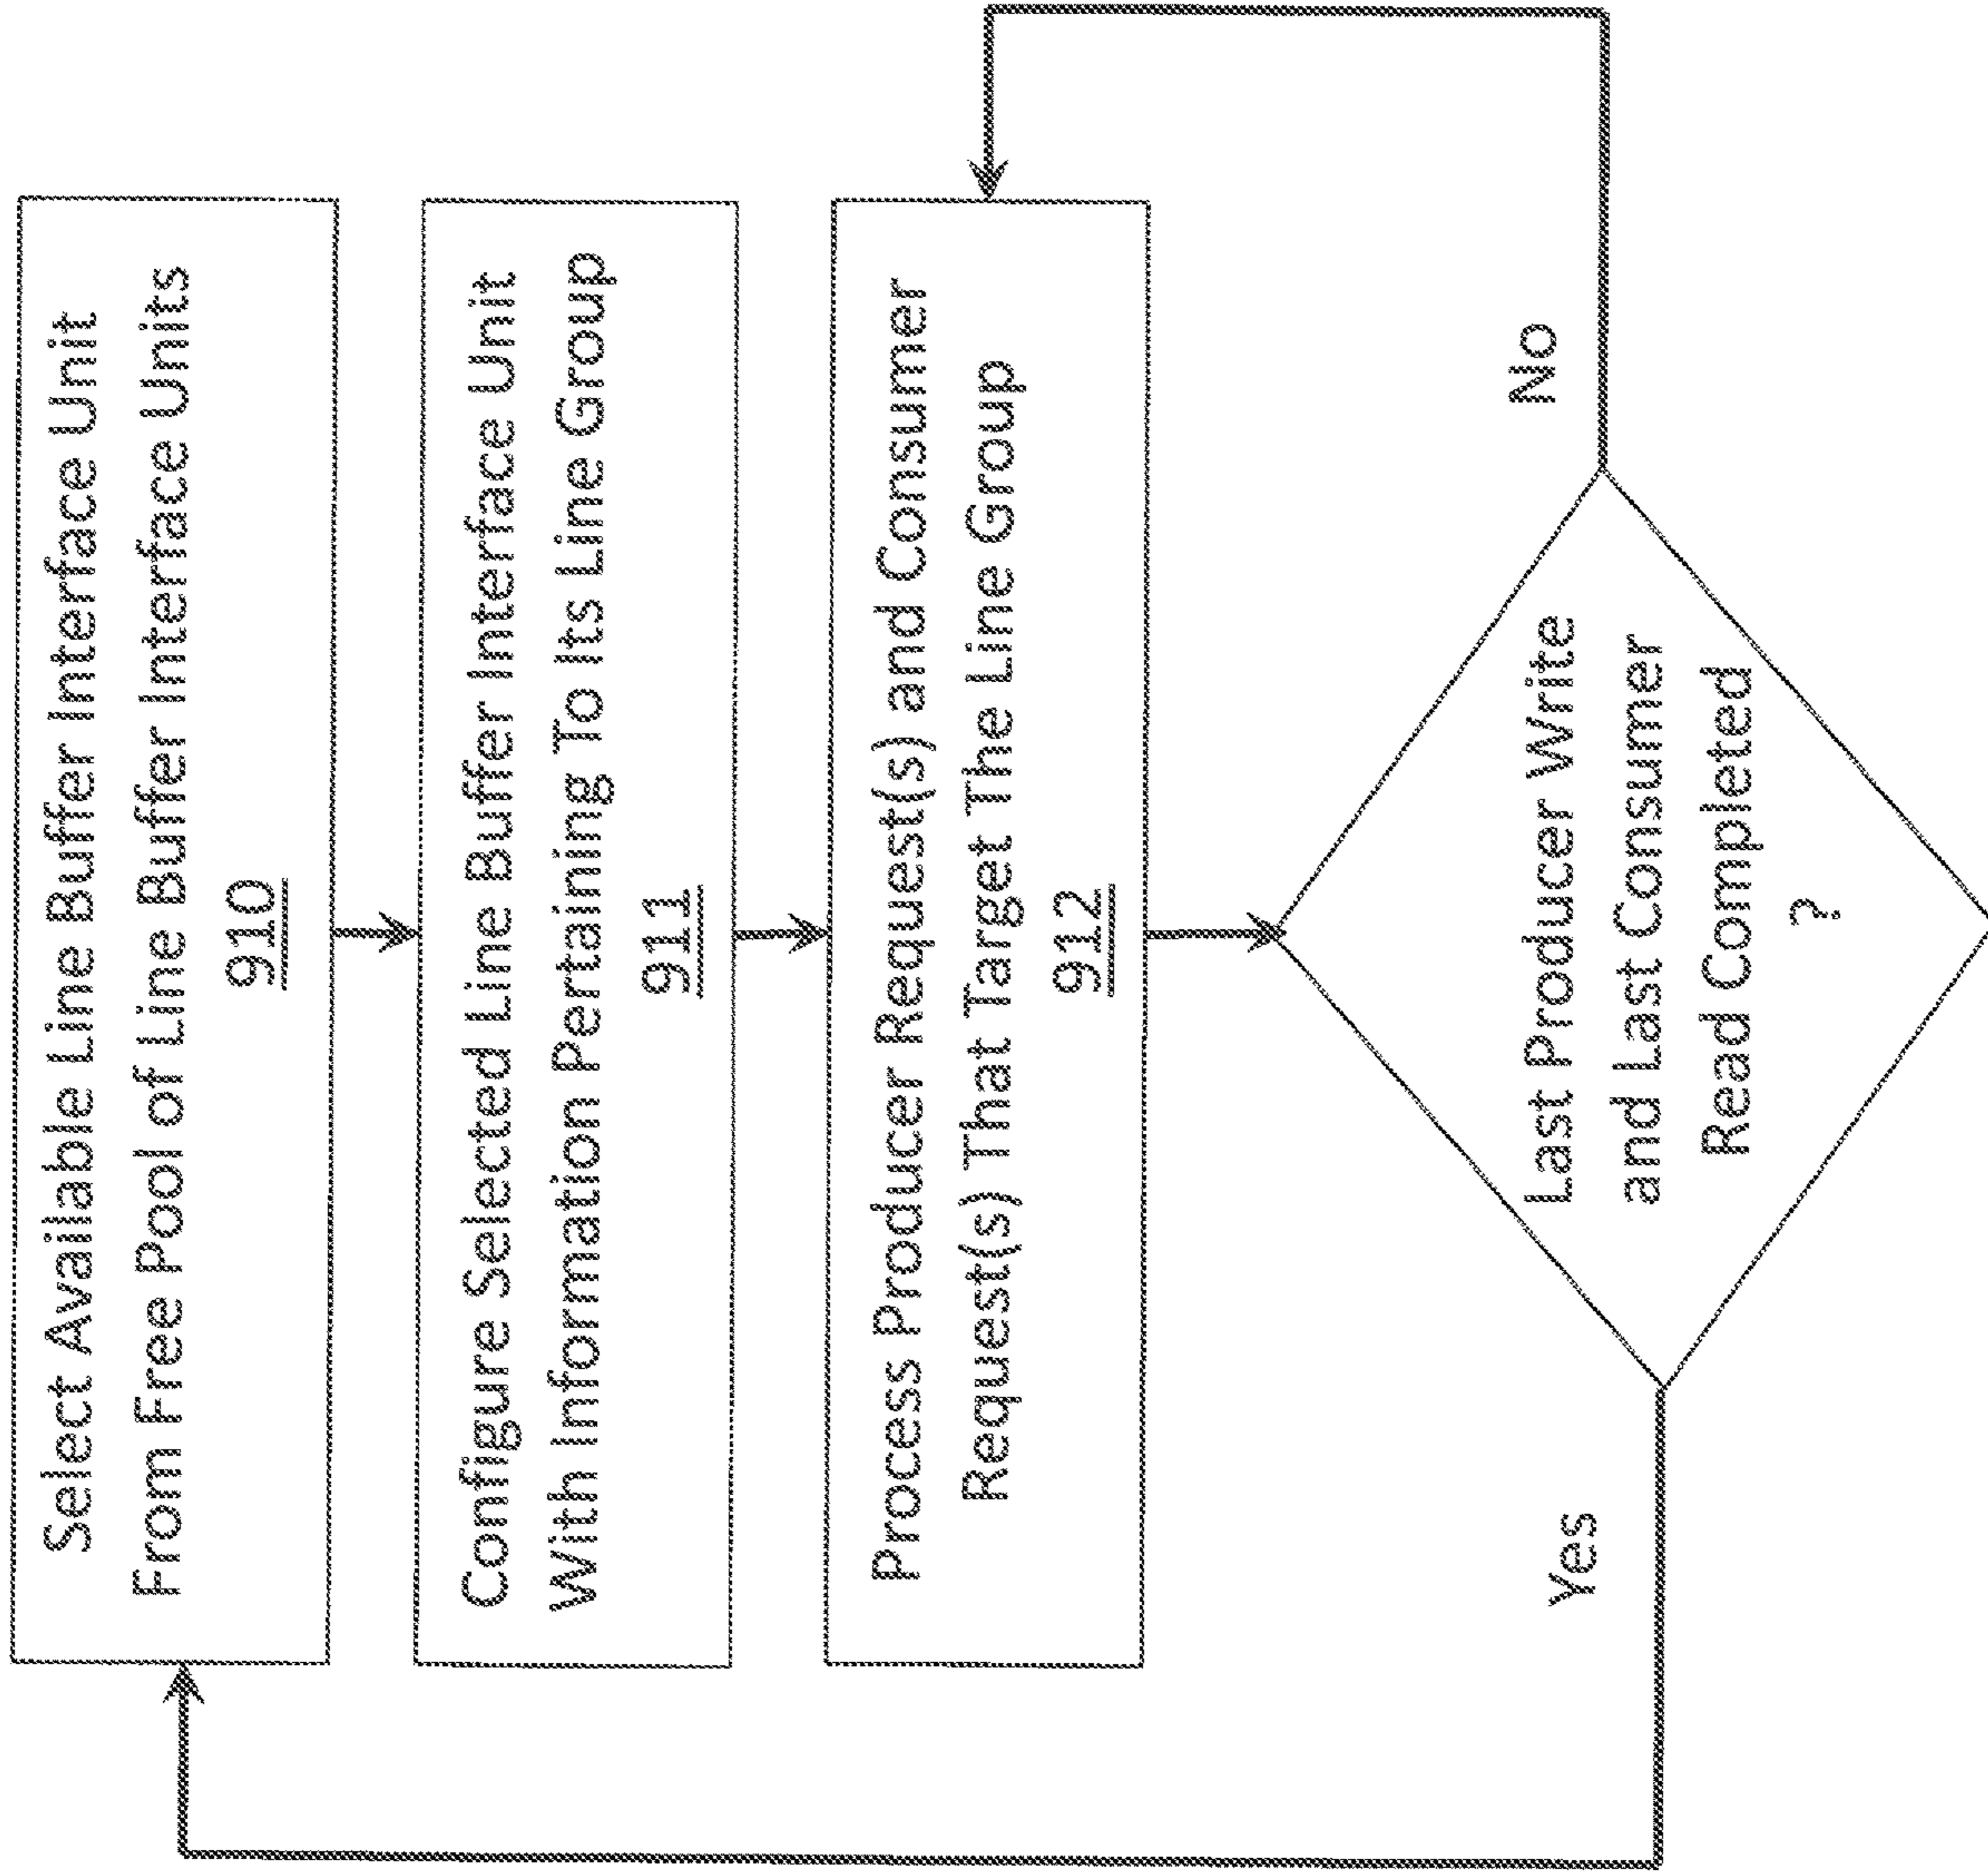 Select Available Line Buffer Interface Unit
From Free Pool of Line Buffer Interface Units
910
Configure Selected Line Buffer Interface Unit
With Information Pertaining To Its Line Group
911
Process Producer Request(s) and Consumer
Request(s) That Target The Line Group
912
Last Producer Write
and Last Consumer
Read Completed
?
Yes
No